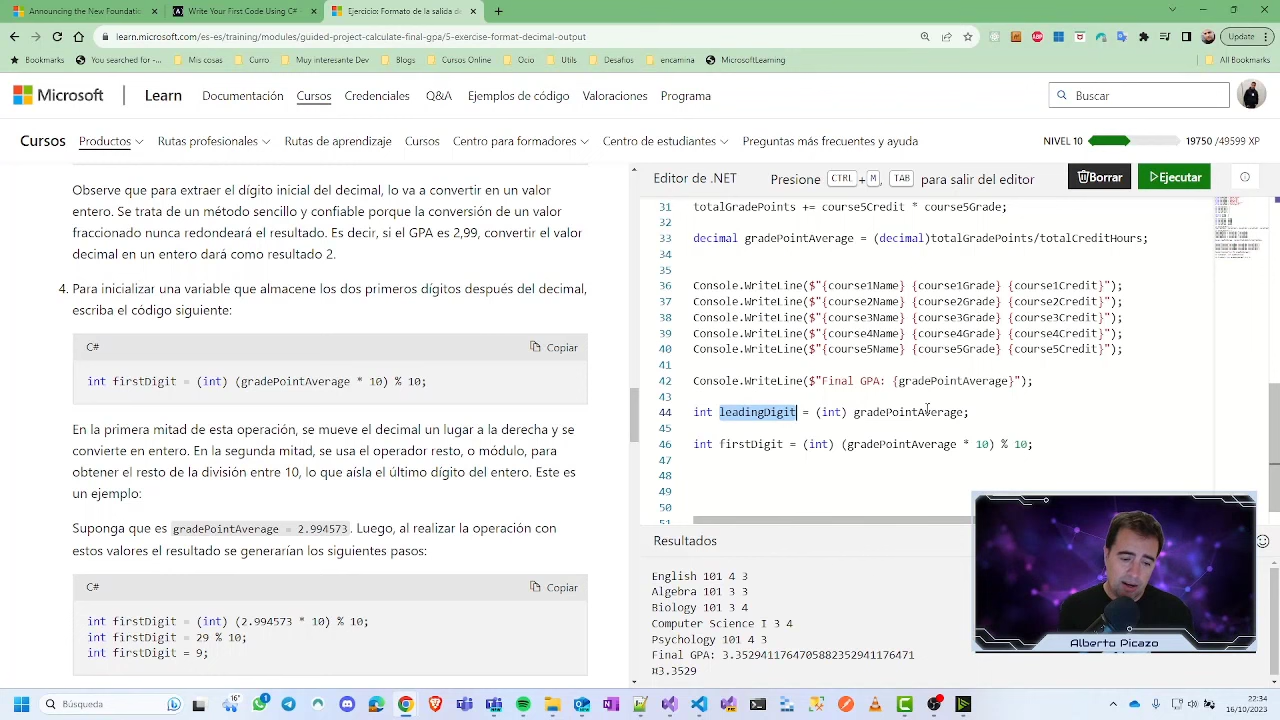 Announcing the New Foundatio
Write Your First Code Using C#
Ejercicio: Formato de la salida de
learn.microsoft.com/es-es/training/modules/guided-project-calculate-final-gpa/5-exercise-format-decimal-output
Update
Bookmarks
You searched for -...
Mis cosas
Curro
Muy interesante Dev
Blogs
Cursos Online
Ocio
Utils
Desafios
encamina
MicrosoftLearning
All Bookmarks
Microsoft
Learn
Documentación
Cursos
Credenciales
Q&A
Ejemplos de código
Valoraciones
Programa
Buscar
Cursos
Productos
Rutas profesionales
Rutas de aprendizaje
Cursos
Centro para formadores
Centro de estudiantes
Preguntas más frecuentes y ayuda
NIVEL 10
19750 /49599 XP
Observe que para extraer el dígito inicial del decimal, lo va a convertir en un valor
entero. Se trata de un método sencillo y confiable porque la conversión de un valor
fraccionado nunca redondeará el resultado. Es decir, si el GPA es 2,99, convertir el valor
decimal en un entero dará como resultado 2.
4. Para inicializar una variable que almacene los dos primeros dígitos después del decimal,
escriba el código siguiente:
C#
Copiar
int firstDigit = (int) (gradePointAverage * 10) % 10;
En la primera mitad de esta operación, se mueve el decimal un lugar a la derecha y se
convierte en entero. En la segunda mitad, se usa el operador resto, o módulo, para
obtener el resto de la división entre 10, lo que aísla el último dígito del entero. Este es
un ejemplo:
Suponga que es gradePointAverage = 2.994573. Luego, al realizar la operación con
estos valores el resultado se generarían los siguientes pasos:
C#
Copiar
int firstDigit = (int) (2.994573 * 10) % 10;
int firstDigit = 29 % 10;
int firstDigit = 9;
Editor de .NET
Presione CTRL + M, TAB para salir del editor
Borrar
Ejecutar
31 totalGradePoints += course5Credit * course5Grade;
32
33 decimal gradePointAverage = (decimal)totalGradePoints/totalCreditHours;
34
35
36 Console.WriteLine($"{course1Name} {course1Grade} {course1Credit}");
37 Console.WriteLine($"{course2Name} {course2Grade} {course2Credit}");
38 Console.WriteLine($"{course3Name} {course3Grade} {course3Credit}");
39 Console.WriteLine($"{course4Name} {course4Grade} {course4Credit}");
40 Console.WriteLine($"{course5Name} {course5Grade} {course5Credit}");
41
42 Console.WriteLine($"Final GPA: {gradePointAverage}");
43
44 int leadingDigit = (int) gradePointAverage;
45
46 int firstDigit = (int) (gradePointAverage * 10) % 10;
47
48
49
50
Resultados
English 101 4 3
Algebra 101 3 3
Biology 101 3 4
Computer Science I 3 4
Psychology 101 4 3
Final GPA: 3.3529411764705882352941176471
¤3.3529
Alberto Picazo
Búsqueda
16°
22:34
16/10/2023